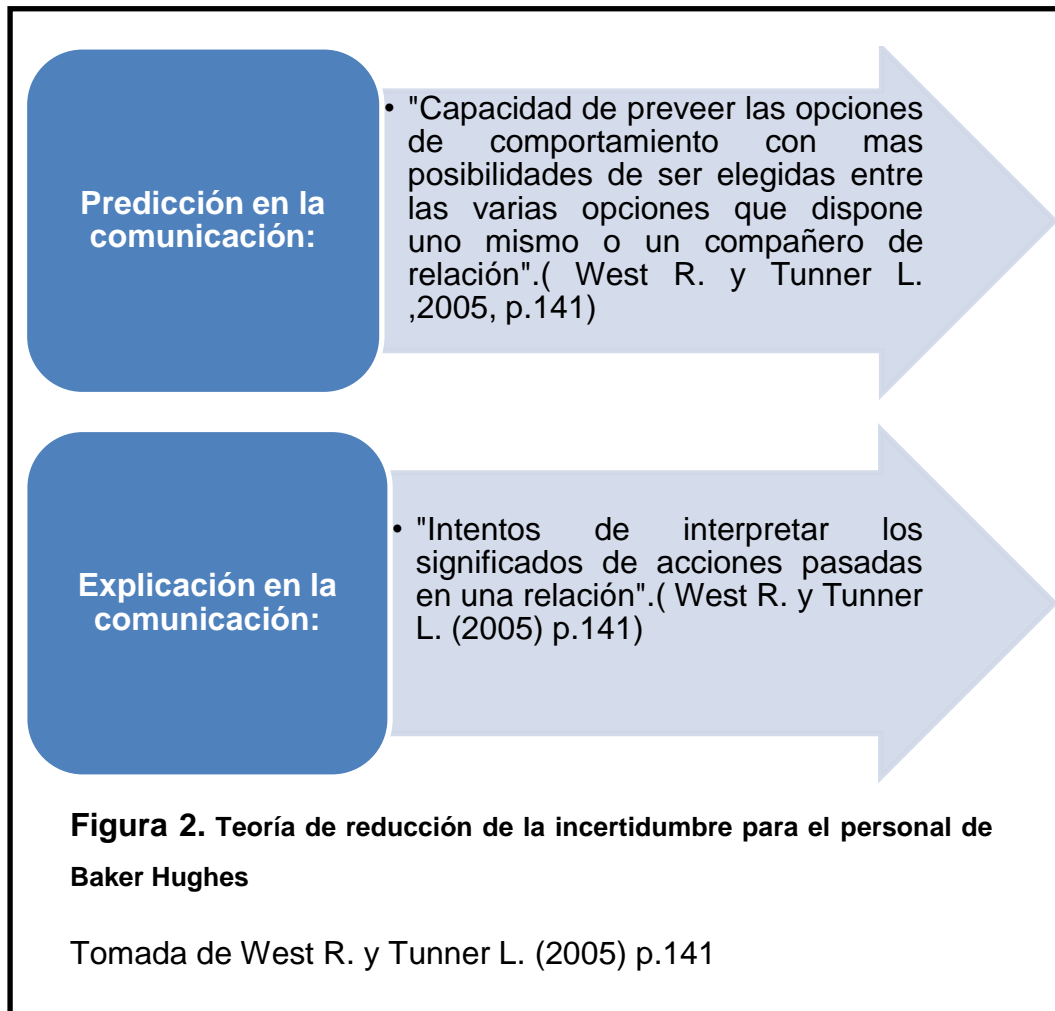 Predicción en la
comunicación:
• "Capacidad de preveer las opciones
de comportamiento con mas
posibilidades de ser elegidas entre
las varias opciones que dispone
uno mismo o un compañero de
relación".( West R. y Tunner L.
,2005, p.141)
Explicación en la
comunicación:
• "Intentos de interpretar los
significados de acciones pasadas
en una relación".( West R. y Tunner
L. (2005) p.141)
Figura 2. Teoría de reducción de la incertidumbre para el personal de
Baker Hughes
Tomada de West R. y Tunner L. (2005) p.141